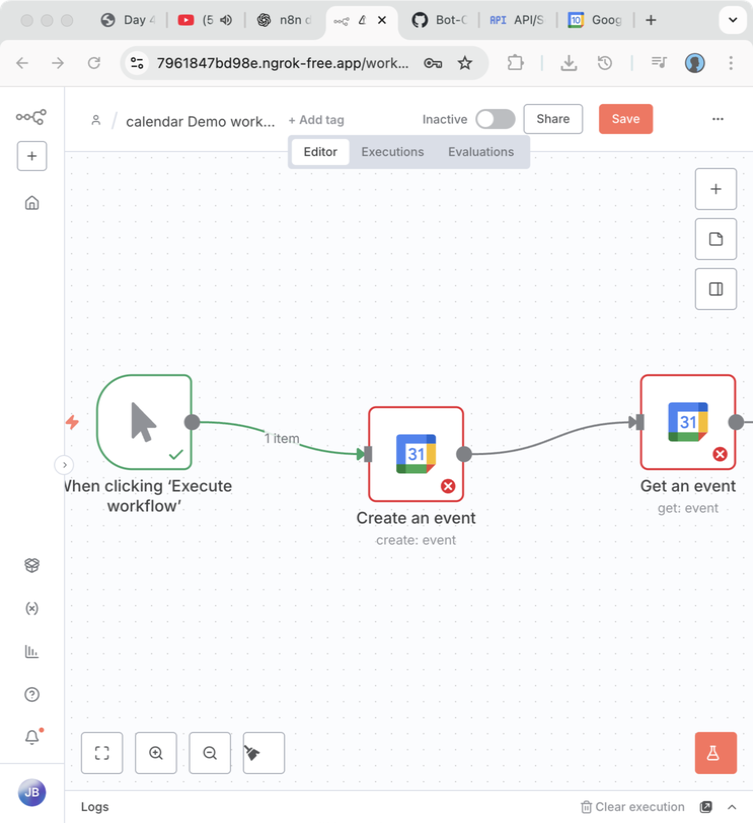 Day 4
(5
n8n d
Bot-C
API API/S
Goog
7961847bd98e.ngrok-free.app/work...
/ calendar Demo work...
+ Add tag
Inactive
Share
Save
Editor
Executions
Evaluations
1 item
31
31
When clicking ‘Execute
workflow’
Create an event
create: event
Get an event
get: event
JB
Logs
Clear execution